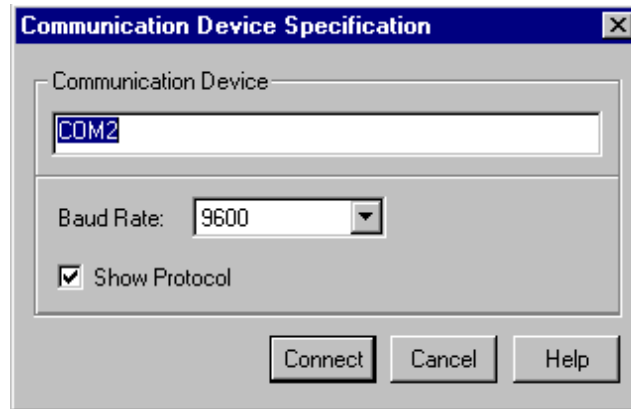 Communication Device Specification
Communication Device
COM2
Baud Rate: 9600
Show Protocol
Connect Cancel Help